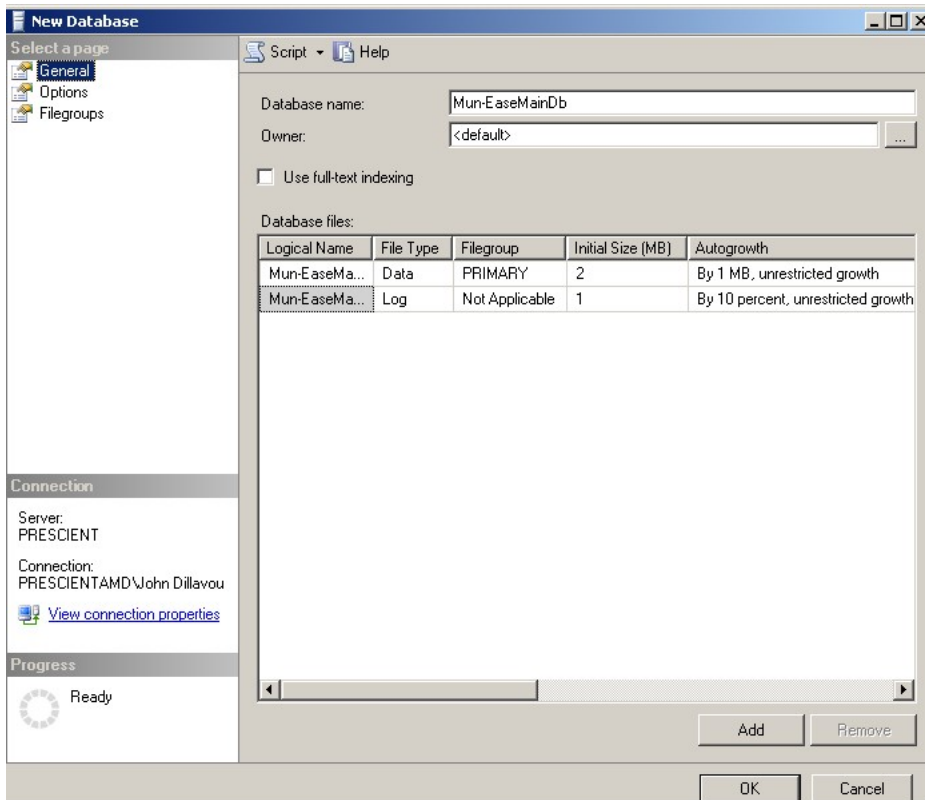 New Database
Select a page
General
Options
Filegroups
Script Help
Database name: Mun-EaseMainDb
Owner: <default> ...
Use full-text indexing
Database files:
Logical Name File Type Filegroup Initial Size (MB) Autogrowth
Mun-EaseMa... Data PRIMARY 2 By 1 MB, unrestricted growth
Mun-EaseMa... Log Not Applicable 1 By 10 percent, unrestricted growth
Connection
Server:
PRESCIENT
Connection:
PRESCIENTAMD\John Dillavou
View connection properties
Progress
Ready
Add Remove
OK Cancel